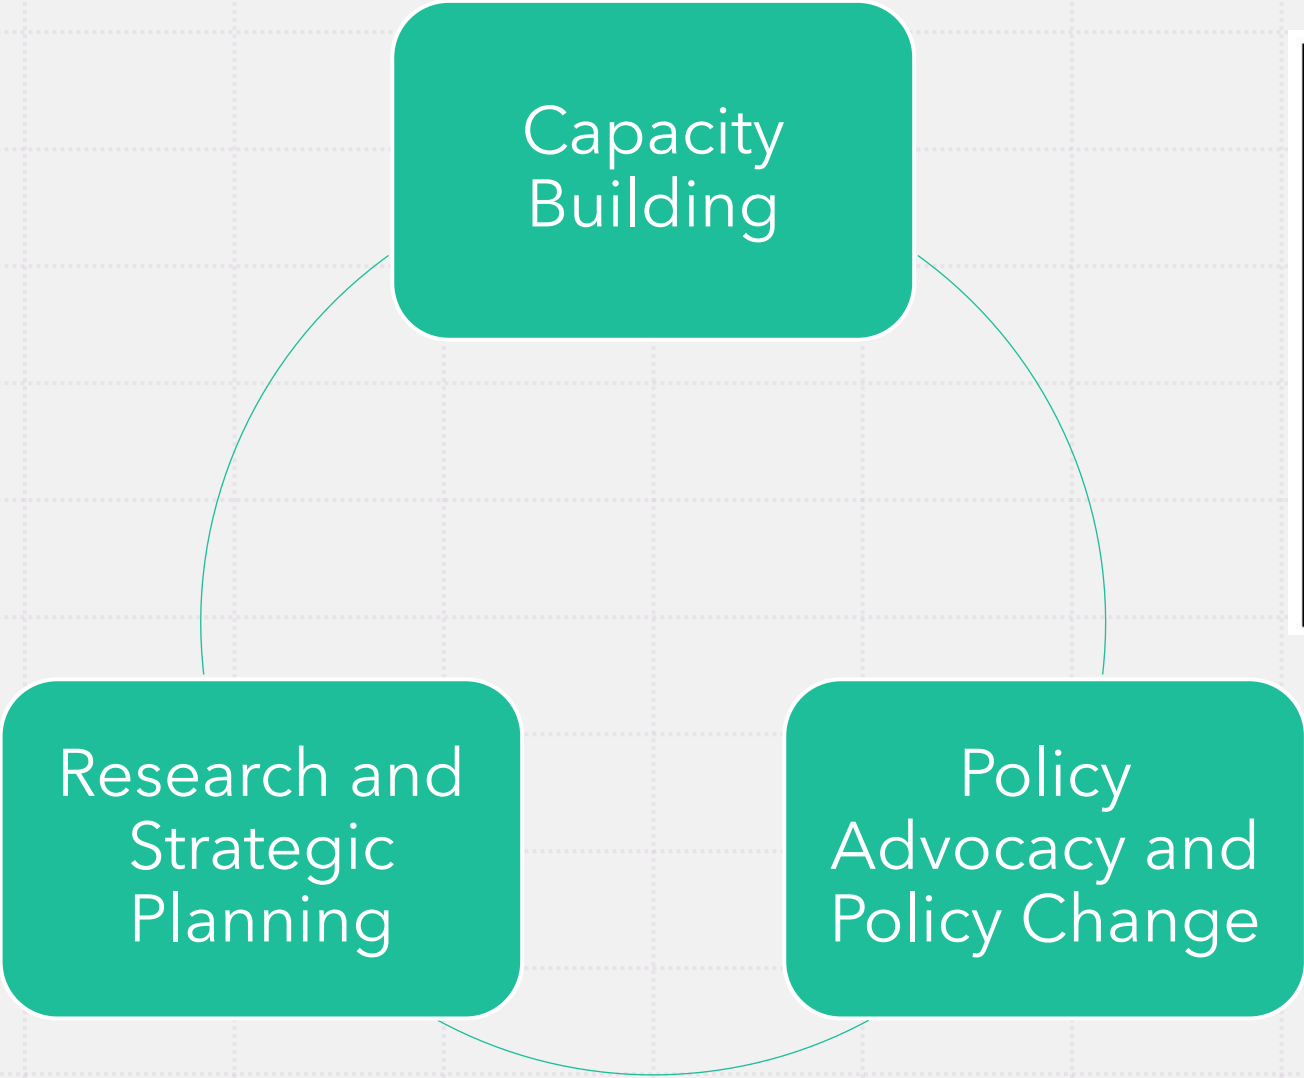 Capacity
Building
Research and
Strategic
Planning
Policy
Advocacy and
Policy Change